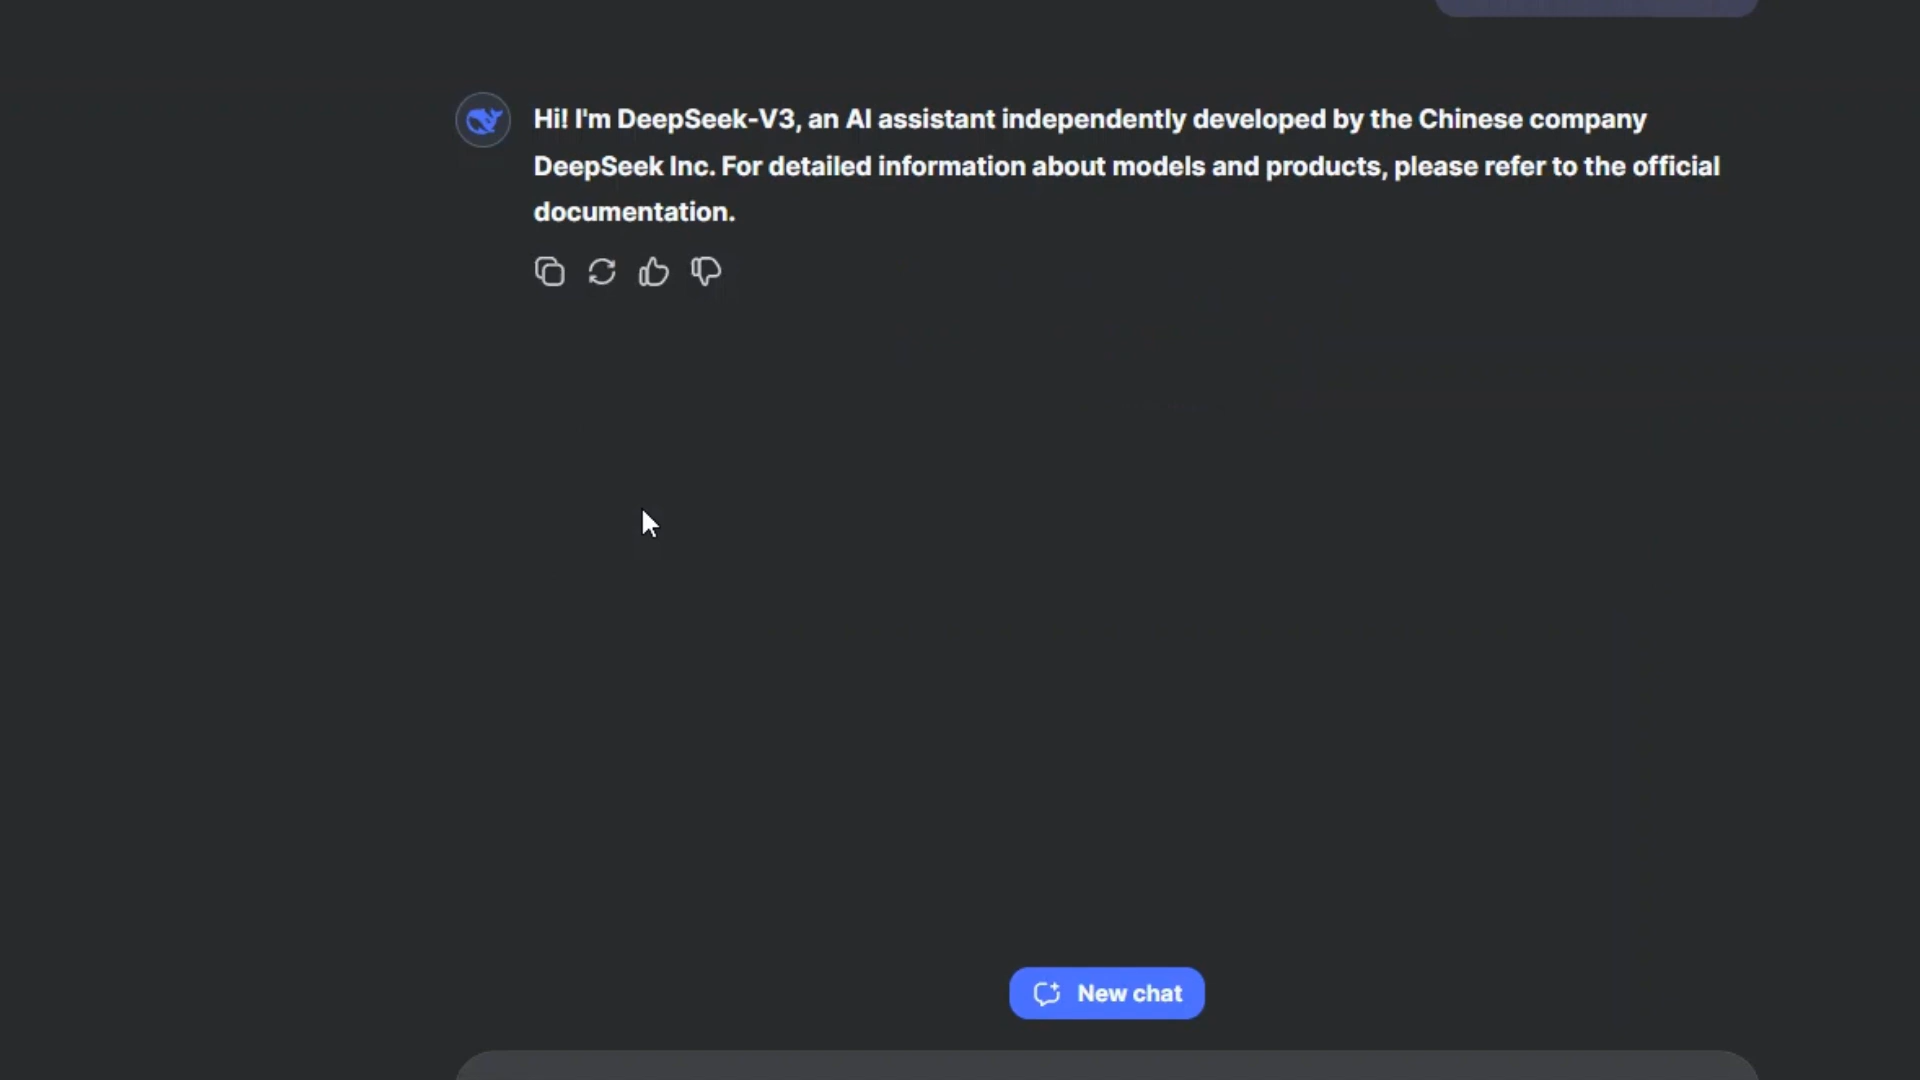 Hi! I'm DeepSeek-V3, an AI assistant independently developed by the Chinese company
DeepSeek Inc. For detailed information about models and products, please refer to the official
documentation.
New chat